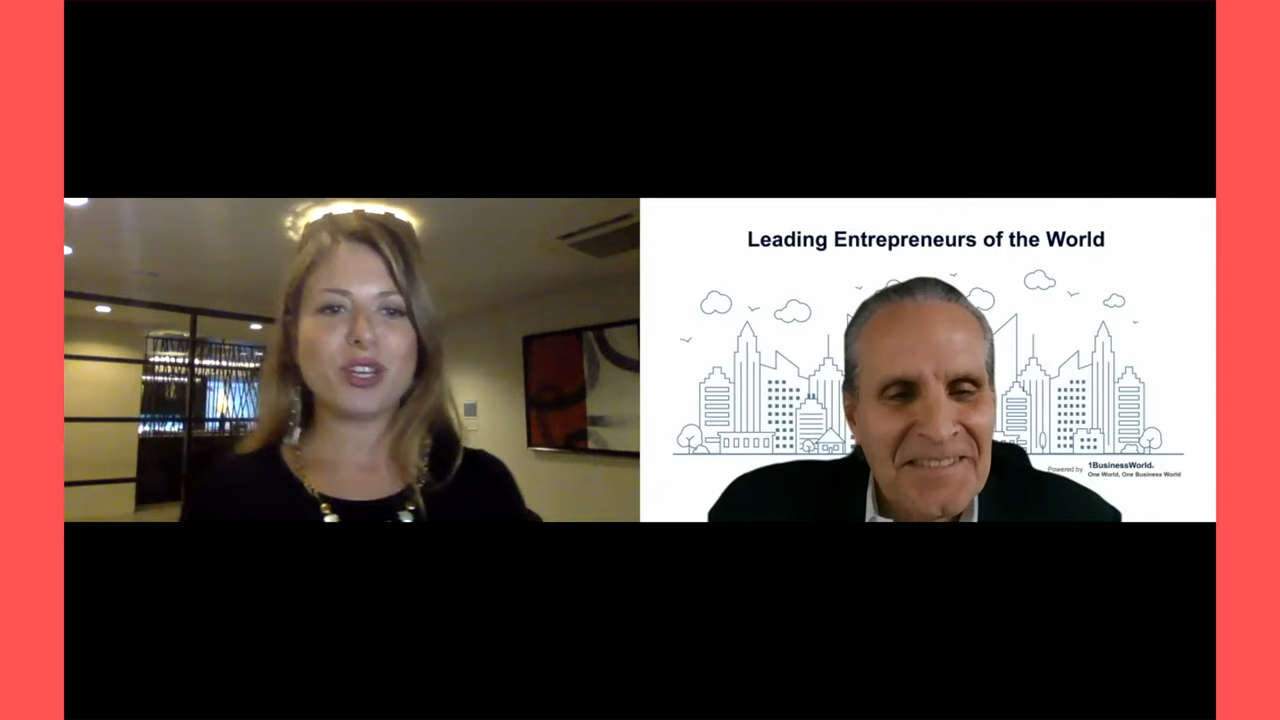 Leading Entrepreneurs of the World
Powered by
1BusinessWorld.
One World, One Business World